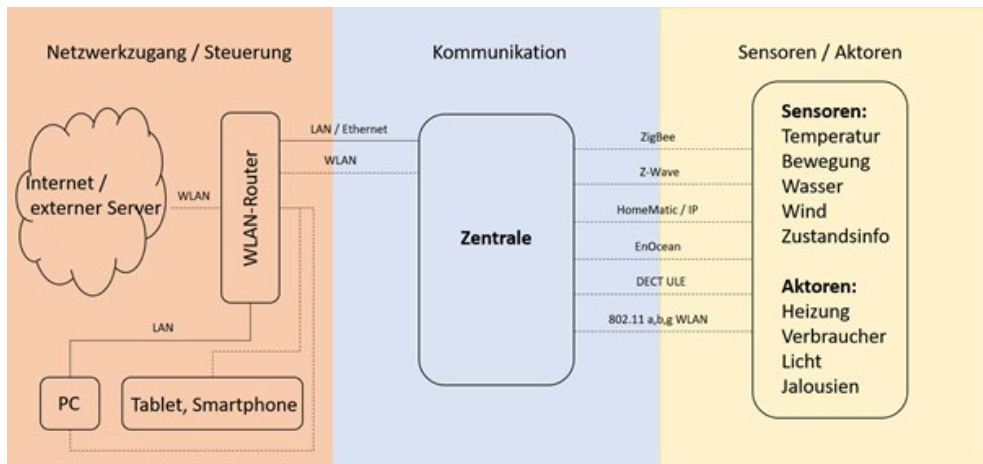 Netzwerkzugang / Steuerung
Kommunikation
Sensoren / Aktoren
Internet /
externer Server
WLAN
WLAN-Router
LAN / Ethernet
WLAN
LAN
PC
Tablet, Smartphone
Zentrale
ZigBee
Z-Wave
HomeMatic / IP
EnOcean
DECT ULE
802.11 a,b,g WLAN
Sensoren:
Temperatur
Bewegung
Wasser
Wind
Zustandsinfo
Aktoren:
Heizung
Verbraucher
Licht
Jalousien